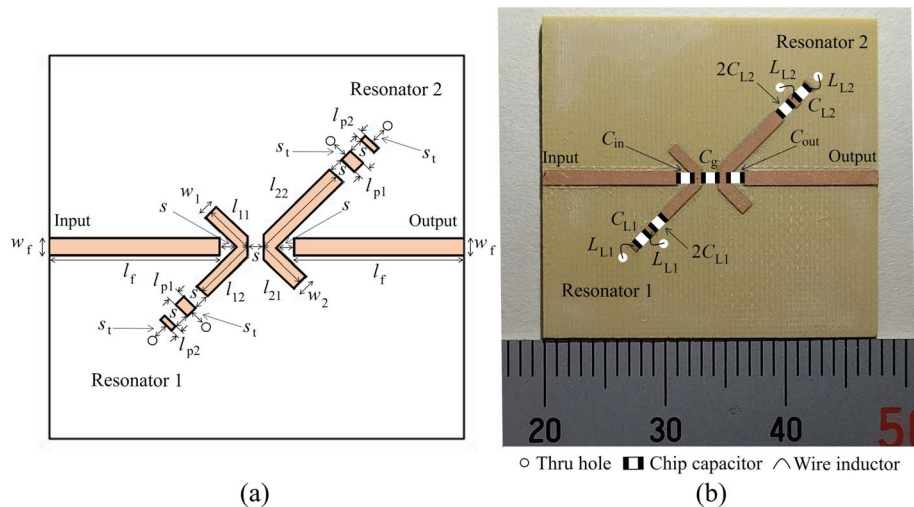 Resonator 2
l_p2
s_t
s_t
s
s
l_p1
w_1
l_11
l_22
s
s
Input
Output
w_f
w_f
s
l_f
l_f
l_p1
l_12
l_21
w_2
s
s
s_t
s_t
l_p2
Resonator 1
(a)
Resonator 2
L_L2
2C_L2
L_L2
C_L2
C_in
C_g
C_out
Input
Output
C_L1
L_L1
L_L1
2C_L1
Resonator 1
20
30
40
○ Thru hole
Chip capacitor
Wire inductor
(b)